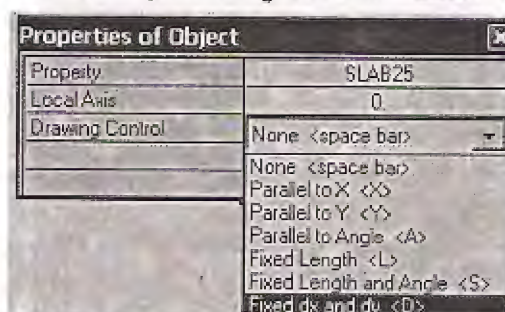 Properties of Object
Property SLAB25
Local Axis 0.
Drawing Control None <space bar>
None <space bar>
Parallel to X <X>
Parallel to Y <Y>
Parallel to Angle <A>
Fixed Length <L>
Fixed Length and Angle <S>
Fixed dx and dy <D>